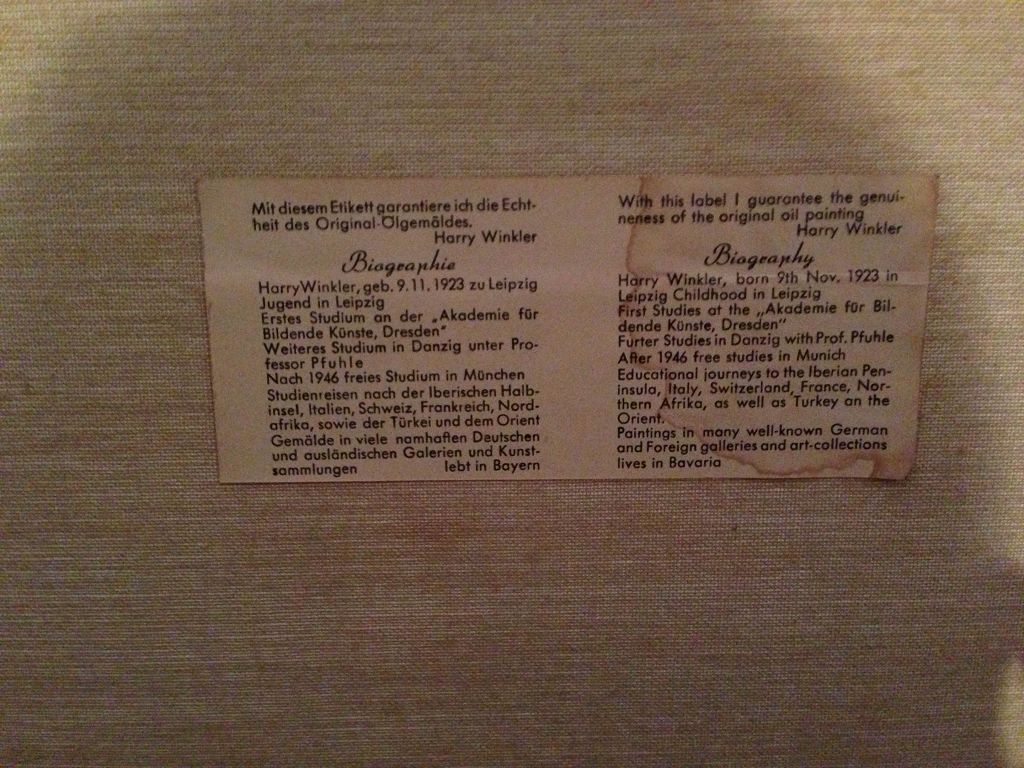 Mit diesem Etikett garantiere ich die Echt-
heit des Original-Ölgemäldes.
Harry Winkler
Biographie
Harry Winkler, geb. 9.11.1923 zu Leipzig
Jugend in Leipzig
Erstes Studium an der „Akademie für
Bildende Künste, Dresden“
Weiteres Studium in Danzig unter Pro-
fessor Pfuhle
Nach 1946 freies Studium in München
Studienreisen nach der Iberischen Halb-
insel, Italien, Schweiz, Frankreich, Nord-
afrika, sowie der Türkei und dem Orient
Gemälde in viele namhaften Deutschen
und ausländischen Galerien und Kunst-
sammlungen lebt in Bayern
With this label I guarantee the genui-
neness of the original oil painting
Harry Winkler
Biography
Harry Winkler, born 9th Nov. 1923 in
Leipzig Childhood in Leipzig
First Studies at the „Akademie für Bil-
dende Künste, Dresden“
Furter Studies in Danzig with Prof. Pfuhle
After 1946 free studies in Munich
Educational journeys to the Iberian Pen-
insula, Italy, Switzerland, France, Nor-
thern Afrika, as well as Turkey an the
Orient.
Paintings in many well-known German
and Foreign galleries and art-collections
lives in Bavaria